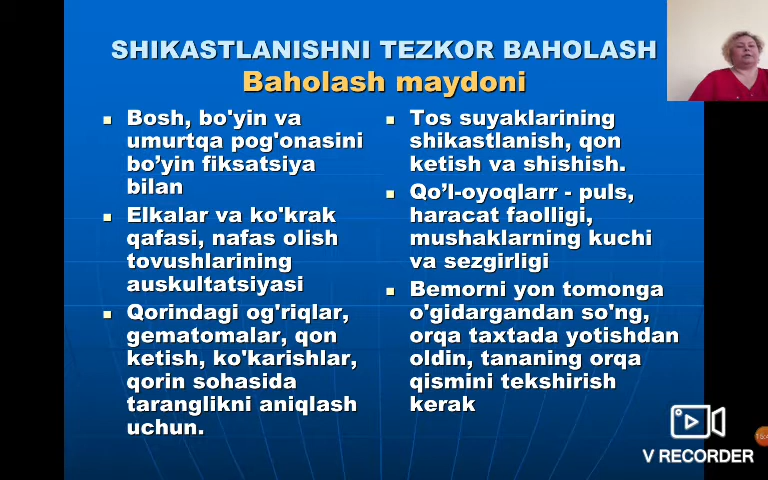 SHIKASTLANISHNI TEZKOR BAHOLASH
Baholash maydoni
Bosh, bo'yin va
umurtqa pog'onasini
bo’yin fiksatsiya
bilan
Elkalar va ko'krak
qafasi, nafas olish
tovushlarining
auskultatsiyasi
Qorindagi og'riqlar,
gematomalar, qon
ketish, ko'karishlar,
qorin sohasida
taranglikni aniqlash
uchun.
Tos suyaklarining
shikastlanish, qon
ketish va shishish.
Qo’l-oyoqlarr - puls,
haracat faolligi,
mushaklarning kuchi
va sezgirligi
Bemorni yon tomonga
o'gidargandan so'ng,
orqa taxtada yotishdan
oldin, tananing orqa
qismini tekshirish
kerak
V RECORDER